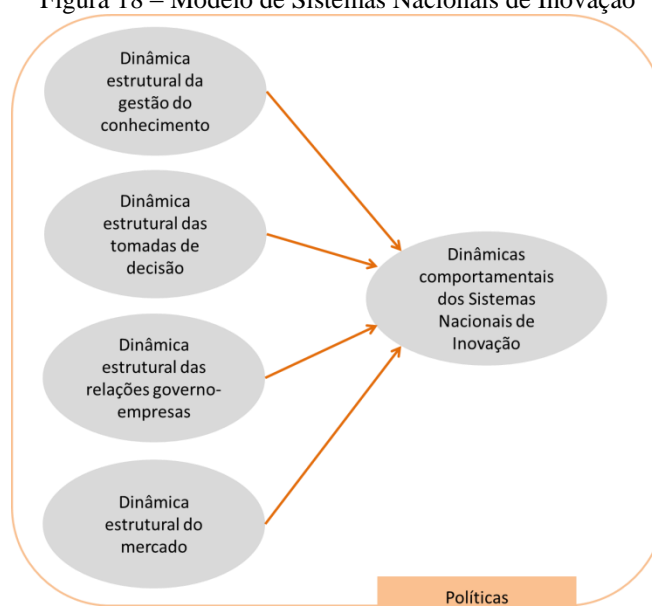 Figura 18 – Modelo de Sistemas Nacionais de Inovação
Dinâmica
estrutural da
gestão do
conhecimento
Dinâmica
estrutural das
tomadas de
decisão
Dinâmica
estrutural das
relações governo-
empresas
Dinâmica
estrutural do
mercado
Dinâmicas
comportamentais
dos Sistemas
Nacionais de
Inovação
Políticas